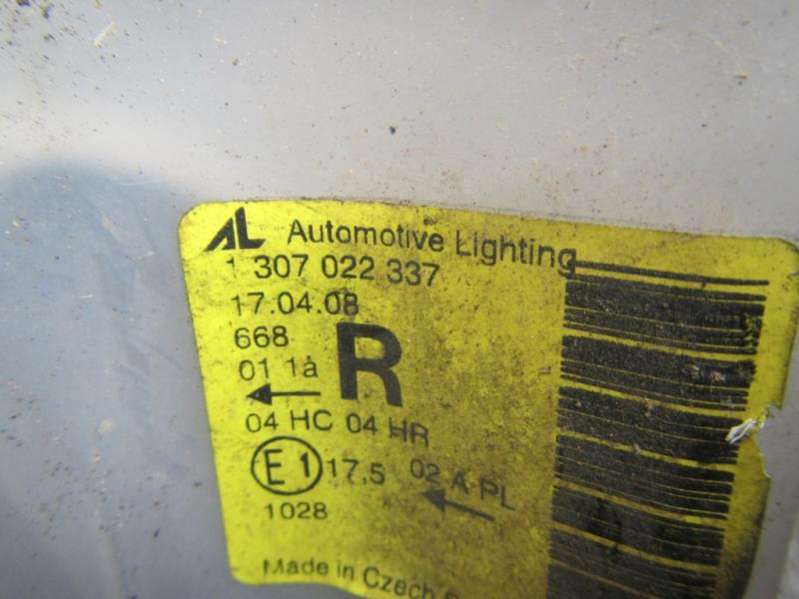 AL Automotive Lighting
1 307 022 337
17.04.08
668
01 1a R
04 HC 04 HR
E1 17.5 02 A PL
1028
Made in Czech